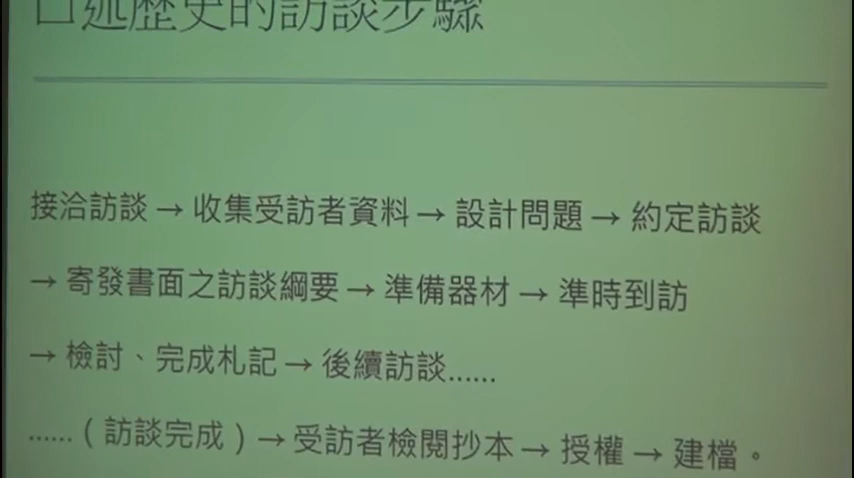 口述歷史的訪談步驟
接洽訪談→收集受訪者資料→設計問題→約定訪談
→寄發書面之訪談綱要→準備器材→準時到訪
→檢討、完成札記→後續訪談……
……(訪談完成)→受訪者檢閱抄本→授權→建檔。